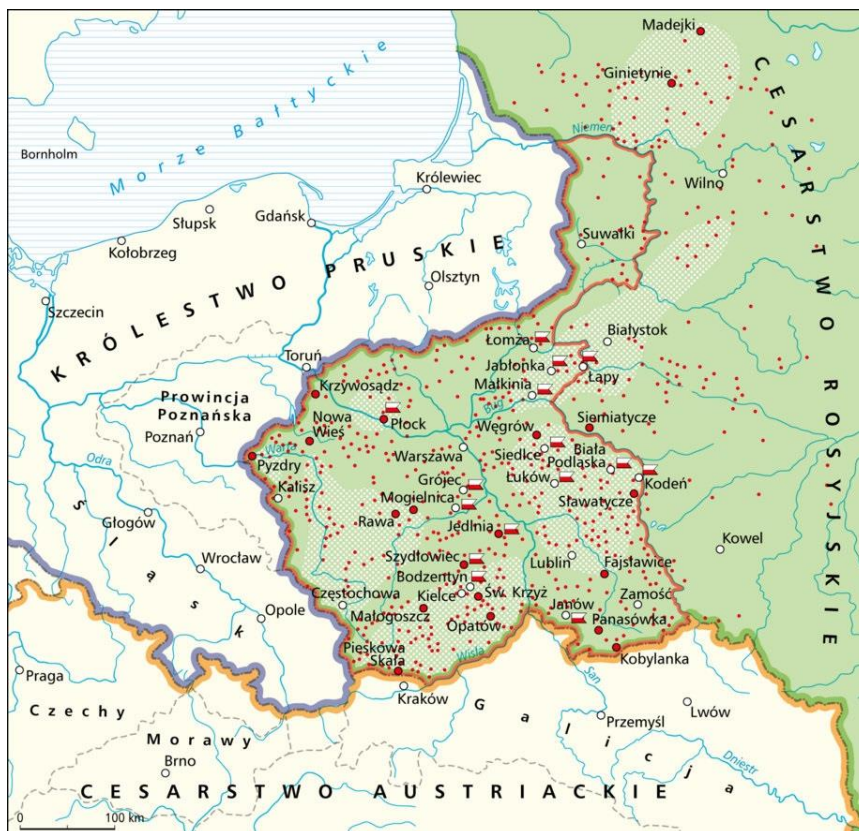 Madejki
Ginietynie
CESARSTWO ROSYJSKIE
Niemen
Morze Bałtyckie
Bornholm
Królewiec
Wilno
Słupsk
Gdańsk
Kołobrzeg
Suwałki
KRÓLESTWO PRUSKIE
Olsztyn
Szczecin
Białystok
Łomża
Jabłonka
Łapy
Małkinia
Toruń
Krzywosądz
Prowincja
Poznańska
Nowa
Wieś
Płock
Bug
Siemiatycze
Węgrów
Poznań
Warszawa
Siedlce
Biała
Podlaska
Warta
Pyzdry
Odra
Grójec
Łuków
Kodeń
Kalisz
Mogielnica
Sławatycze
Rawa
Głogów
Jedlnia
Kowel
Śląsk
Szydłowiec
Lublin
Fajsławice
Wrocław
Bodzentyn
Częstochowa
Kielce
Św. Krzyż
Zamość
Opole
Małogoszcz
Opatów
Janów
Panasówka
Pieskowa
Skała
Wisła
Kobylanka
Praga
Kraków
San
Czechy
Galicja
Lwów
Przemyśl
Morawy
Brno
Dniestr
CESARSTWO AUSTRIACKIE
0 100 km